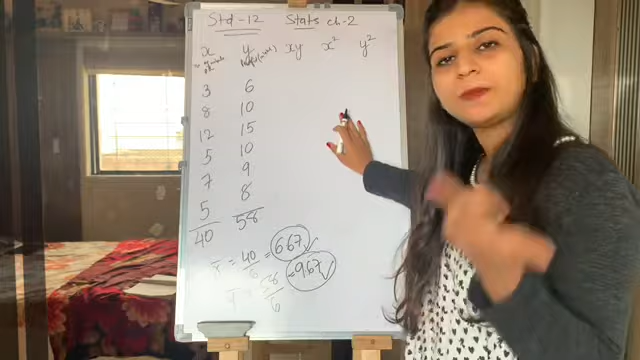 Std-12 Stats ch-2
x y xy x² y²
3 6
8 10
12 15
5 10
7 9
5 8
40 58
x̄ = 40/6 = 6.67 ✓
ȳ = 58/6 = 9.67 ✓